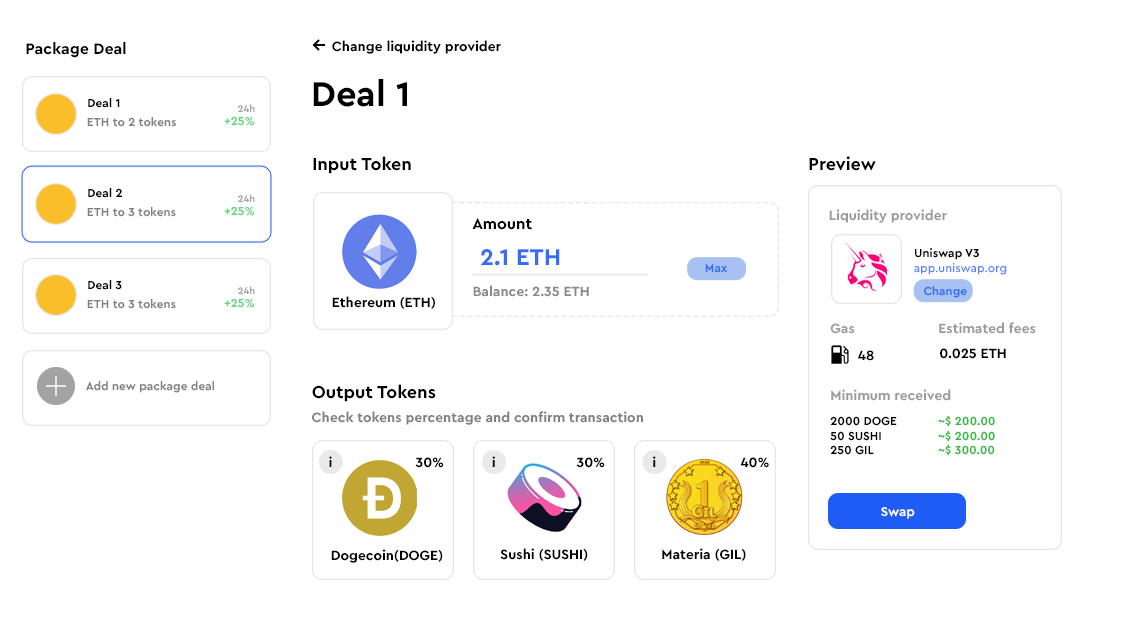 Package Deal
Deal 1
ETH to 2 tokens
24h
+25%
Deal 2
ETH to 3 tokens
24h
+25%
Deal 3
ETH to 3 tokens
24h
+25%
Add new package deal
Change liquidity provider
Deal 1
Input Token
Ethereum (ETH)
Amount
2.1 ETH
Balance: 2.35 ETH
Max
Output Tokens
Check tokens percentage and confirm transaction
i
30%
Dogecoin(DOGE)
i
30%
Sushi (SUSHI)
i
40%
1
GIL
Materia (GIL)
Preview
Liquidity provider
Uniswap V3
app.uniswap.org
Change
Gas
48
Estimated fees
0.025 ETH
Minimum received
2000 DOGE ~$ 200.00
50 SUSHI ~$ 200.00
250 GIL ~$ 300.00
Swap